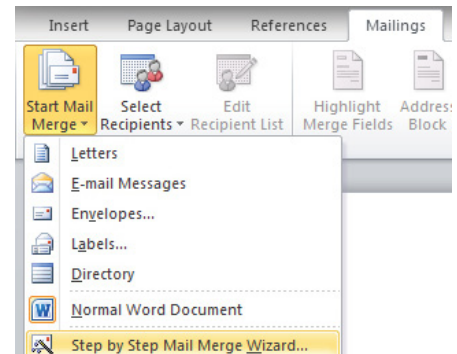 Insert Page Layout References Mailings
Start Mail Merge Select Recipients Edit Recipient List Highlight Merge Fields Address Block
Letters
E-mail Messages
Envelopes...
Labels...
Directory
Normal Word Document
Step by Step Mail Merge Wizard...